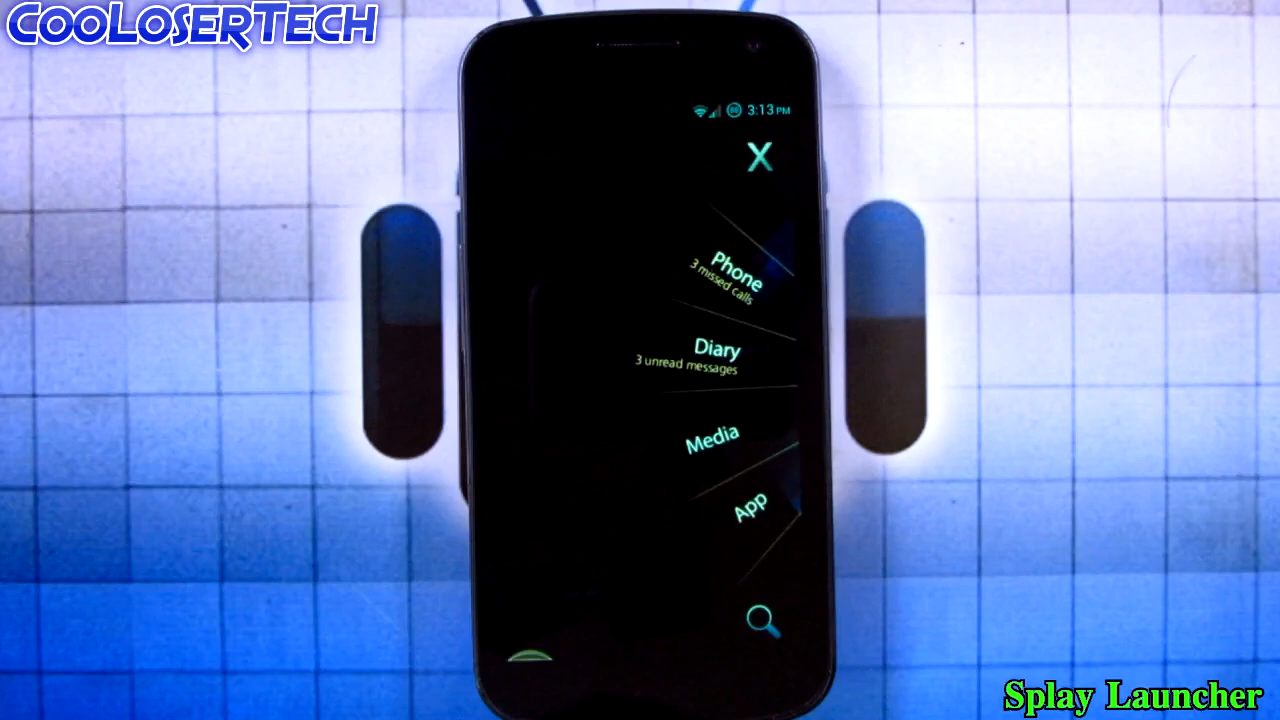 CooLoserTech
3:13 PM
X
Phone
3 missed calls
Diary
3 unread messages
Media
App
Splay Launcher